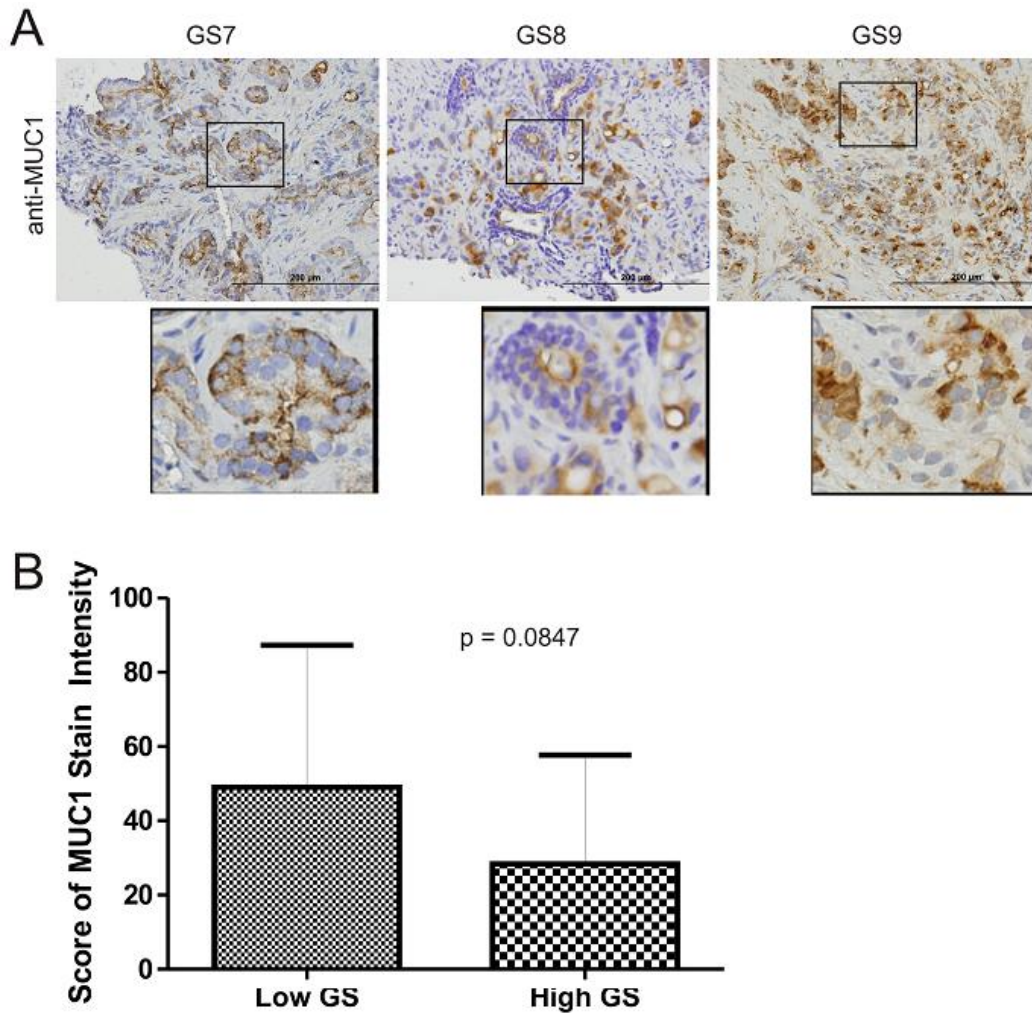 A
GS7
GS8
GS9
anti-MUC1
200 µm
200 µm
200 µm
B
Score of MUC1 Stain Intensity
100
80
60
40
20
0
p = 0.0847
Low GS
High GS